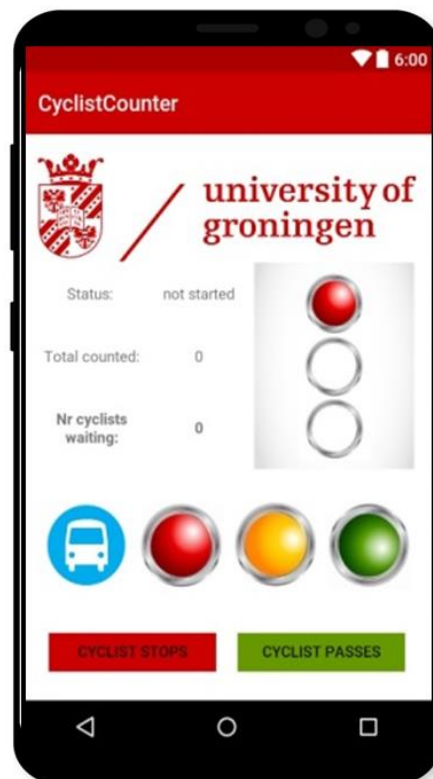 6:00
CyclistCounter
university of
groningen
Status: not started
Total counted: 0
Nr cyclists
waiting: 0
CYCLIST STOPS CYCLIST PASSES